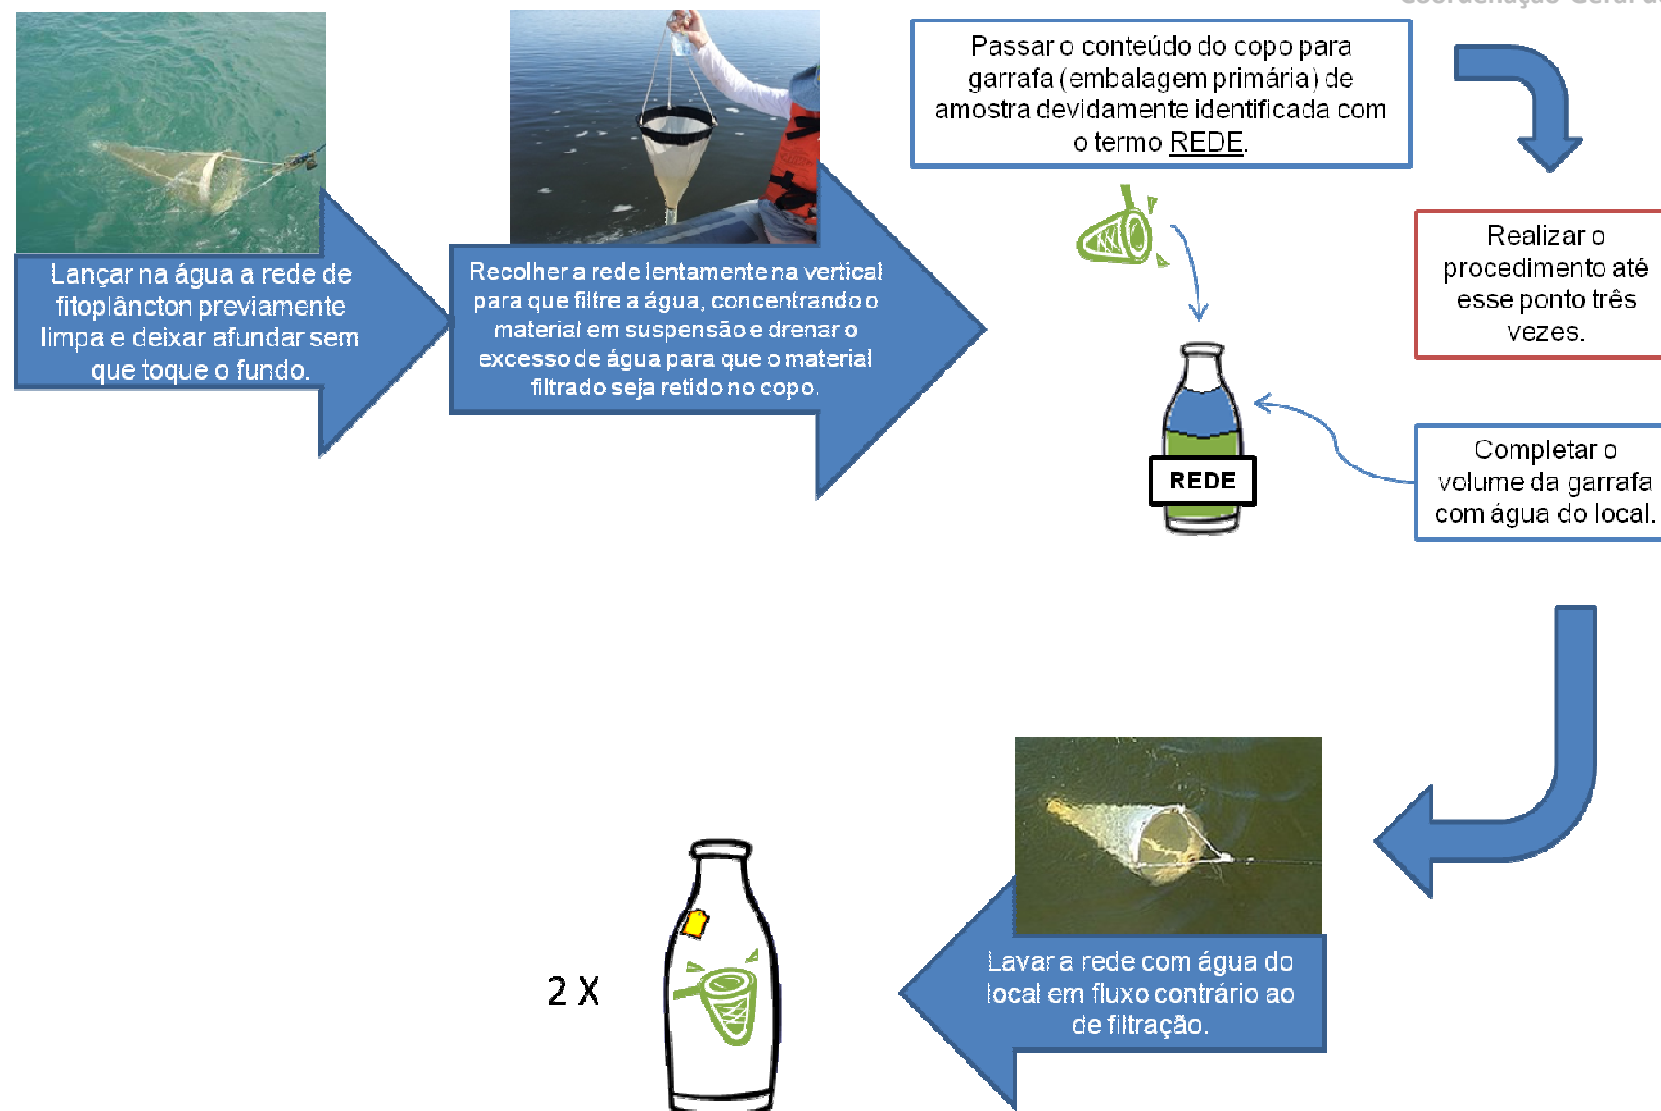 Coordenação Geral d
Lançar na água a rede de
fitoplâncton previamente
limpa e deixar afundar sem
que toque o fundo.
Recolher a rede lentamente na vertical
para que filtre a água, concentrando o
material em suspensão e drenar o
excesso de água para que o material
filtrado seja retido no copo.
Passar o conteúdo do copo para
garrafa (embalagem primária) de
amostra devidamente identificada com
o termo REDE.
Realizar o
procedimento até
esse ponto três
vezes.
REDE
Completar o
volume da garrafa
com água do local.
Lavar a rede com água do
local em fluxo contrário ao
de filtração.
2 X